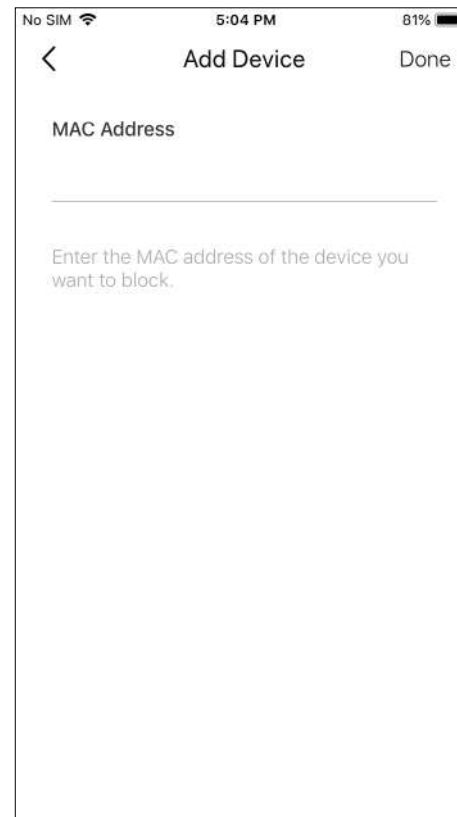 No SIM 5:04 PM 81%
Add Device Done
MAC Address
Enter the MAC address of the device you
want to block.